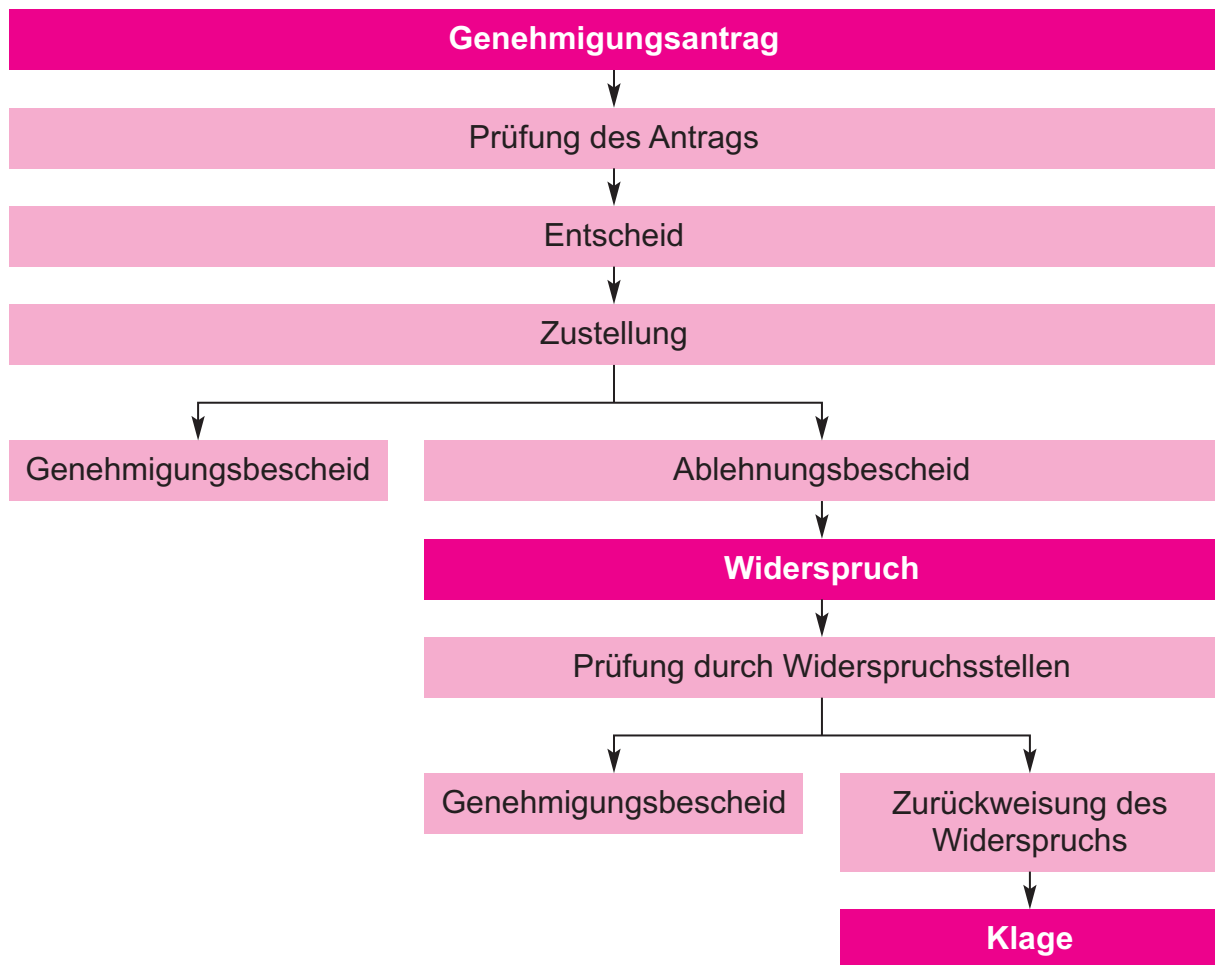 Genehmigungsantrag
Prüfung des Antrags
Entscheid
Zustellung
Genehmigungsbescheid
Ablehnungsbescheid
Widerspruch
Prüfung durch Widerspruchsstellen
Genehmigungsbescheid
Zurückweisung des
Widerspruchs
Klage